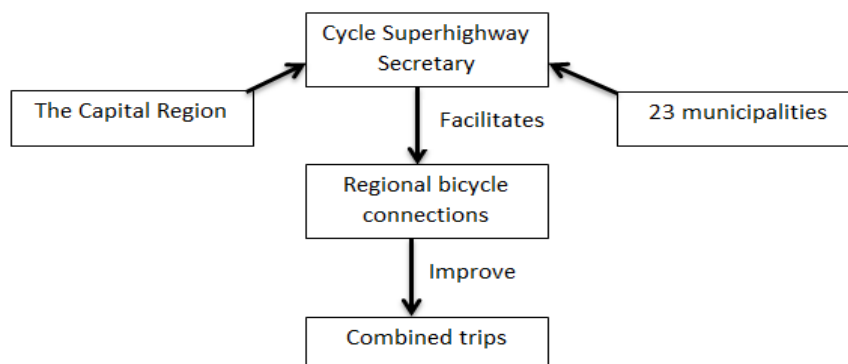 Cycle Superhighway
Secretary
The Capital Region
23 municipalities
Facilitates
Regional bicycle
connections
Improve
Combined trips